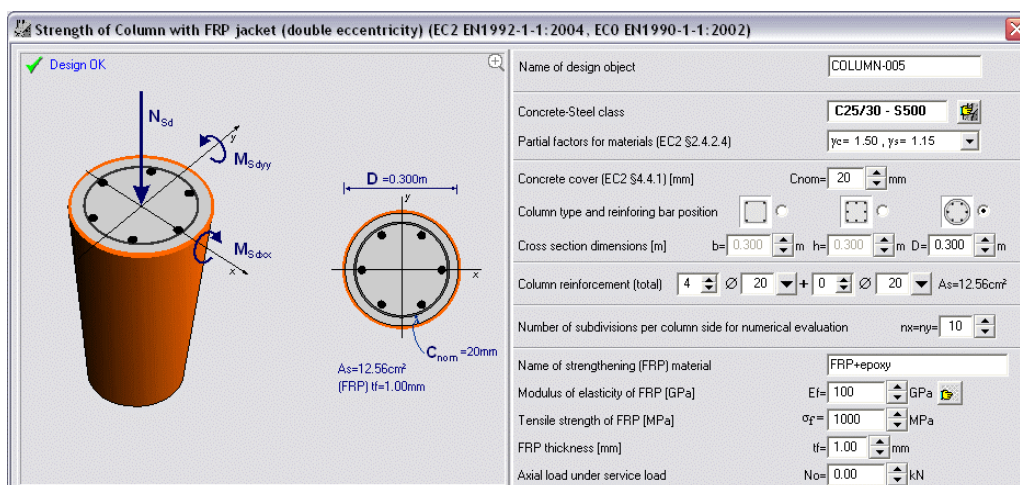 Strength of Column with FRP jacket (double eccentricity) (EC2 EN1992-1-1:2004, EC0 EN1990-1-1:2002)
Design OK
NSd
y
MSdyy
MSdxx
x
D =0.300m
y
x
Cnom =20mm
As=12.56cm²
(FRP) tf=1.00mm
Name of design object COLUMN-005
Concrete-Steel class C25/30 - S500
Partial factors for materials (EC2 §2.4.2.4) γc= 1.50 , γs= 1.15
Concrete cover (EC2 §4.4.1) [mm] Cnom= 20 mm
Column type and reinforing bar position
Cross section dimensions [m] b= 0.300 m h= 0.300 m D= 0.300 m
Column reinforcement (total) 4 Ø 20 + 0 Ø 20 As=12.56cm²
Number of subdivisions per column side for numerical evaluation nx=ny= 10
Name of strengthening (FRP) material FRP+epoxy
Modulus of elasticity of FRP [GPa] Ef= 100 GPa
Tensile strength of FRP [MPa] σf= 1000 MPa
FRP thickness [mm] tf= 1.00 mm
Axial load under service load No= 0.00 kN